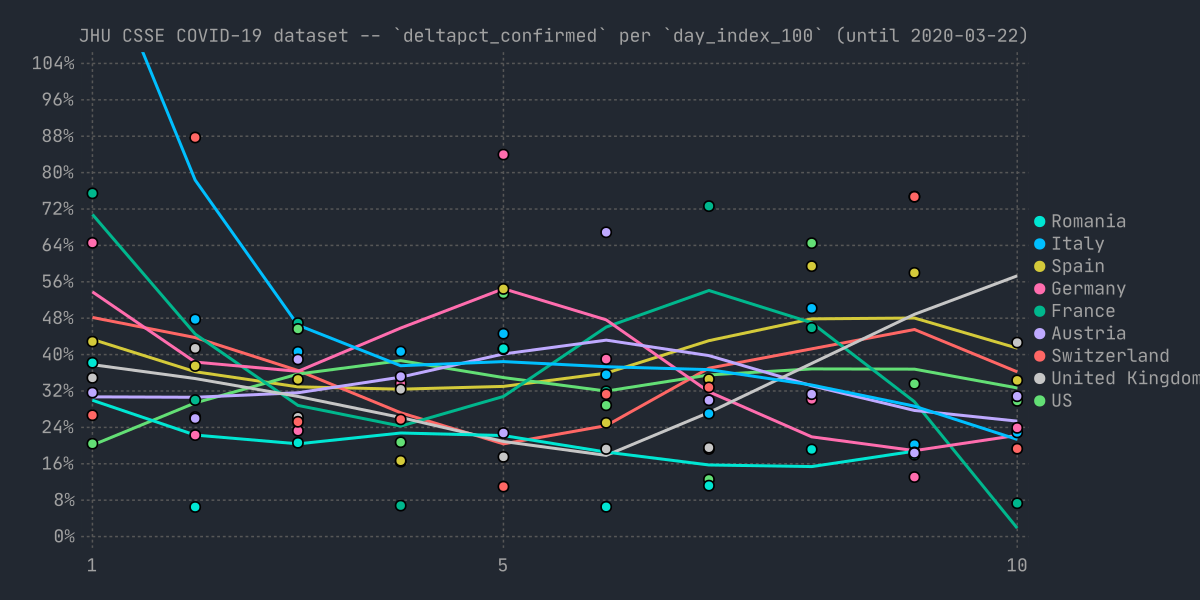 JHU CSSE COVID-19 dataset -- `deltapct_confirmed` per `day_index_100` (until 2020-03-22)
104%
96%
88%
80%
72%
64%
56%
48%
40%
32%
24%
16%
8%
0%
1
5
10
Romania
Italy
Spain
Germany
France
Austria
Switzerland
United Kingdom
US